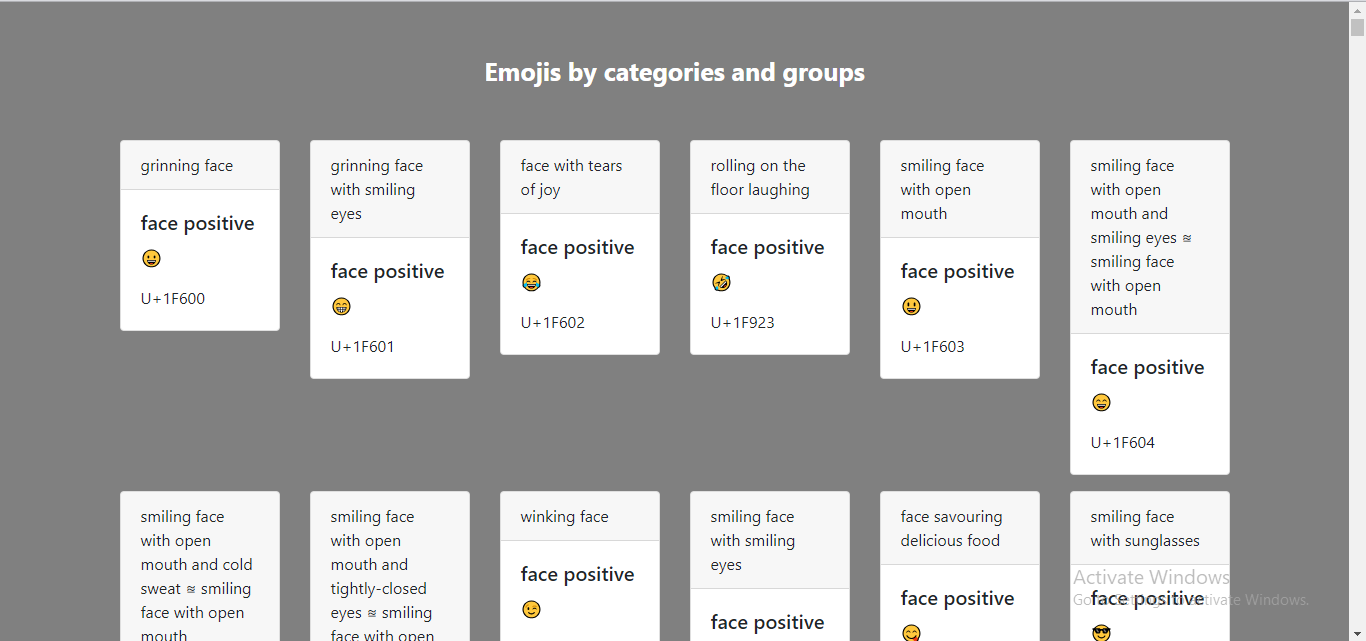 Emojis by categories and groups
grinning face
face positive
😀
U+1F600
grinning face
with smiling
eyes
face positive
😁
U+1F601
face with tears
of joy
face positive
😂
U+1F602
rolling on the
floor laughing
face positive
🤣
U+1F923
smiling face
with open
mouth
face positive
😃
U+1F603
smiling face
with open
mouth and
smiling eyes ≊
smiling face
with open
mouth
face positive
😄
U+1F604
smiling face
with open
mouth and cold
sweat ≊ smiling
face with open
mouth
smiling face
with open
mouth and
tightly-closed
eyes ≊ smiling
face with open
winking face
face positive
😉
smiling face
with smiling
eyes
face positive
face savouring
delicious food
face positive
😋
smiling face
with sunglasses
face positive
😎
Activate Windows
Go to Settings to activate Windows.